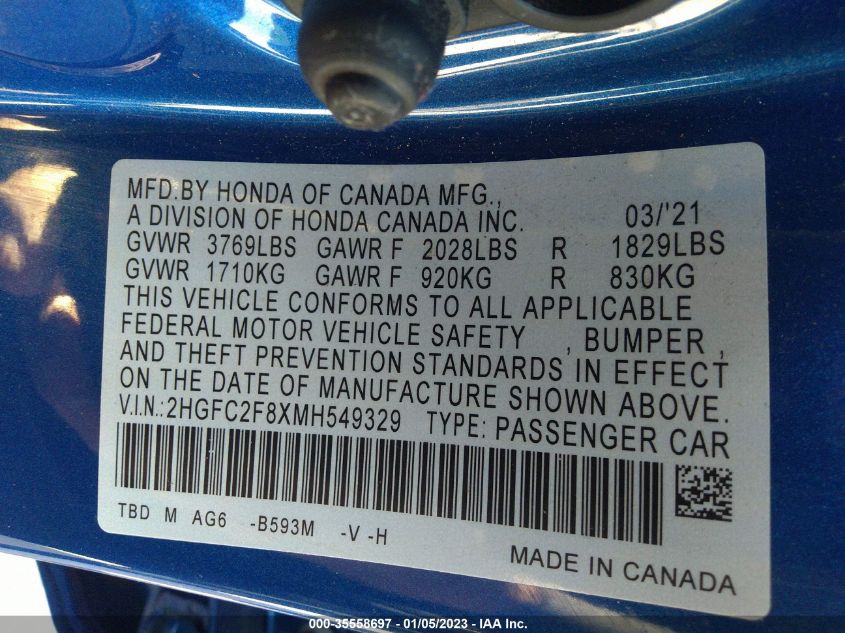 MFD.BY HONDA OF CANADA MFG.,
A DIVISION OF HONDA CANADA INC. 03/'21
GVWR 3769LBS GAWR F 2028LBS R 1829LBS
GVWR 1710KG GAWR F 920KG R 830KG
THIS VEHICLE CONFORMS TO ALL APPLICABLE
FEDERAL MOTOR VEHICLE SAFETY , BUMPER ,
AND THEFT PREVENTION STANDARDS IN EFFECT
ON THE DATE OF MANUFACTURE SHOWN ABOVE.
V.I.N.:2HGFC2F8XMH549329 TYPE: PASSENGER CAR
TBD M AG6 -B593M -V -H
MADE IN CANADA
000-35558697 - 01/05/2023 - IAA Inc.